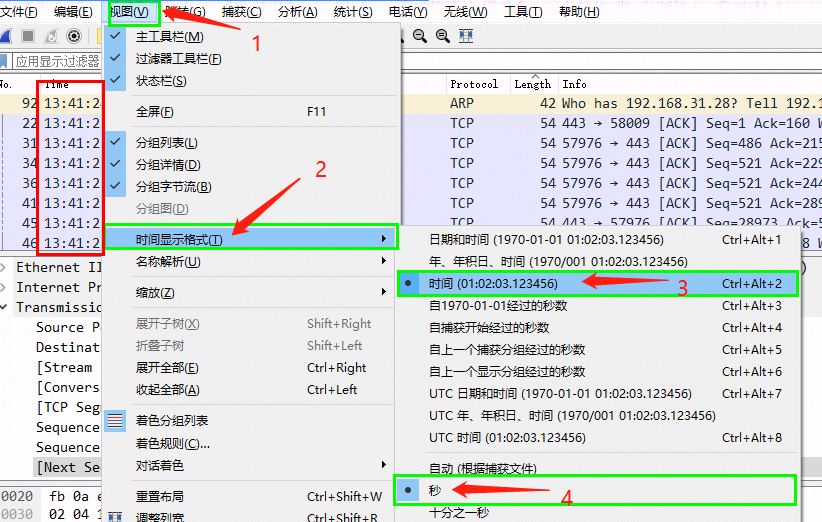 文件(F) 编辑(E) 视图(V) 跳转(G) 捕获(C) 分析(A) 统计(S) 电话(Y) 无线(W) 工具(T) 帮助(H)
1
应用显示过滤器
主工具栏(M)
过滤器工具栏(F)
状态栏(S)
全屏(F) F11
分组列表(L)
分组详情(D)
分组字节流(B)
分组图(D)
2
时间显示格式(T)
名称解析(U)
缩放(Z)
展开子树(X) Shift+Right
折叠子树 Shift+Left
展开全部(E) Ctrl+Right
收起全部(A) Ctrl+Left
着色分组列表
着色规则(C)...
对话着色
重置布局 Ctrl+Shift+W
调整列宽 Ctrl+Shift+R
No. Time Protocol Length Info
92 13:41:2 ARP 42 Who has 192.168.31.28? Tell 192.1
22 13:41:2 TCP 54 443 → 58009 [ACK] Seq=1 Ack=160 W
31 13:41:2 TCP 54 57976 → 443 [ACK] Seq=486 Ack=215
34 13:41:2 TCP 54 57976 → 443 [ACK] Seq=521 Ack=229
36 13:41:2 TCP 54 57976 → 443 [ACK] Seq=521 Ack=244
41 13:41:2 TCP 54 57976 → 443 [ACK] Seq=521 Ack=290
45 13:41:2 TCP 54 443 → 57976 [ACK] Seq=28973 Ack=5
46 13:41:2
日期和时间 (1970-01-01 01:02:03.123456) Ctrl+Alt+1
年、年积日、时间 (1970/001 01:02:03.123456)
时间 (01:02:03.123456) Ctrl+Alt+2
3
自1970-01-01经过的秒数 Ctrl+Alt+3
自捕获开始经过的秒数 Ctrl+Alt+4
自上一个捕获分组经过的秒数 Ctrl+Alt+5
自上一个显示分组经过的秒数 Ctrl+Alt+6
UTC 日期和时间 (1970-01-01 01:02:03.123456) Ctrl+Alt+7
UTC 年、年积日、时间 (1970/001 01:02:03.123456)
UTC 时间 (01:02:03.123456) Ctrl+Alt+8
自动 (根据捕获文件)
秒
4
十分之一秒
Ethernet II
Internet Pr
Transmissio
Source P
Destinat
[Stream
[Convers
[TCP Seg
Sequence
Sequence
[Next Se
0020 fb 0a e
0030 02 04 1